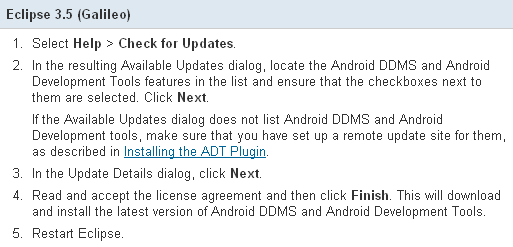 Eclipse 3.5 (Galileo)
1. Select Help > Check for Updates.
2. In the resulting Available Updates dialog, locate the Android DDMS and Android
Development Tools features in the list and ensure that the checkboxes next to
them are selected. Click Next.
If the Available Updates dialog does not list Android DDMS and Android
Development tools, make sure that you have set up a remote update site for them,
as described in Installing the ADT Plugin.
3. In the Update Details dialog, click Next.
4. Read and accept the license agreement and then click Finish. This will download
and install the latest version of Android DDMS and Android Development Tools.
5. Restart Eclipse.